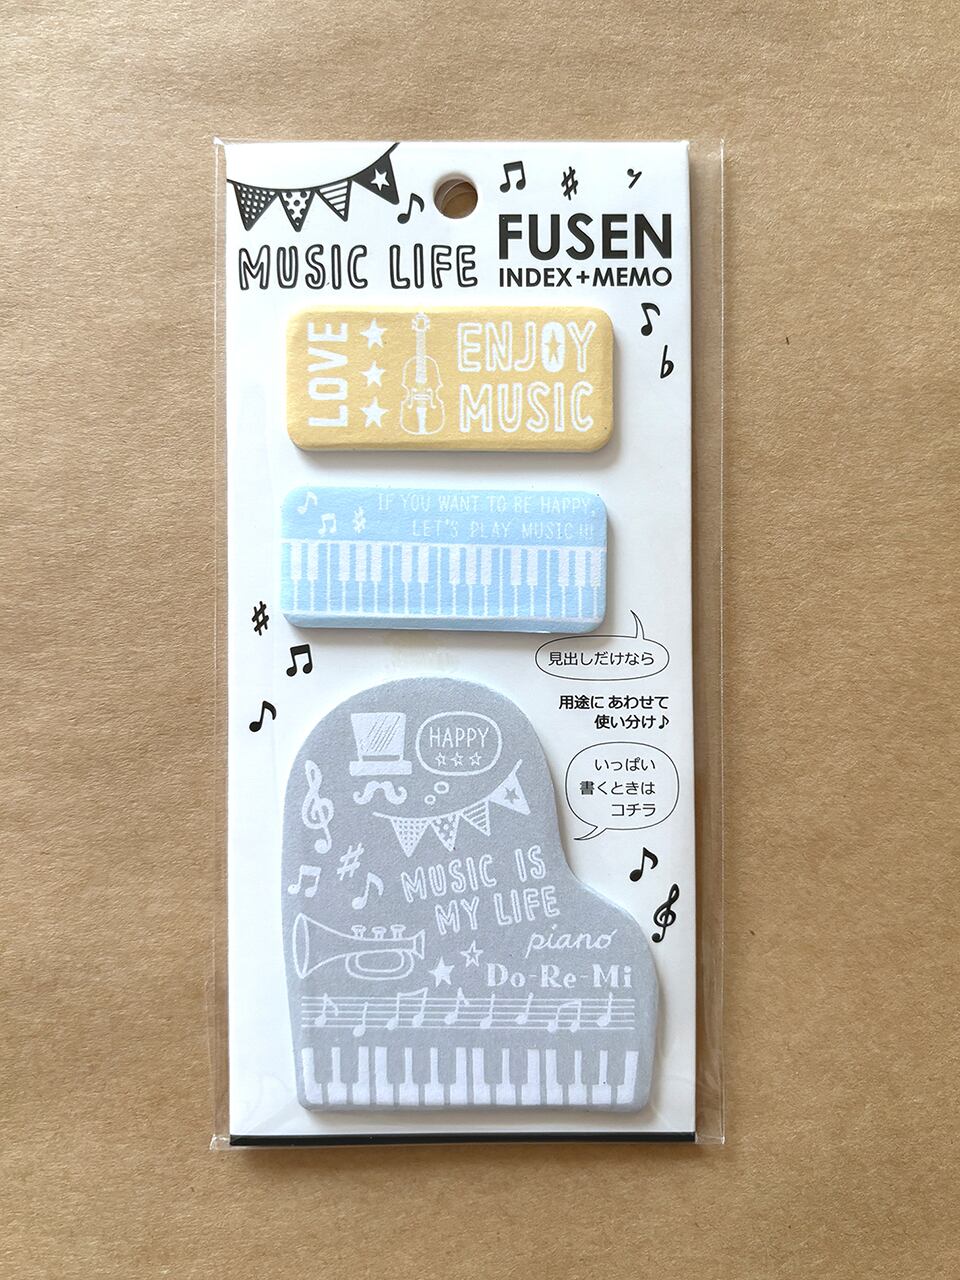 MUSIC LIFE
FUSEN
INDEX+MEMO
LOVE
ENJOY
MUSIC
IF YOU WANT TO BE HAPPY,
LET'S PLAY MUSIC!!!
見出しだけなら
用途に あわせて
使い分け♪
いっぱい
書くときは
コチラ
HAPPY
MUSIC IS
MY LIFE
piano
Do-Re-Mi